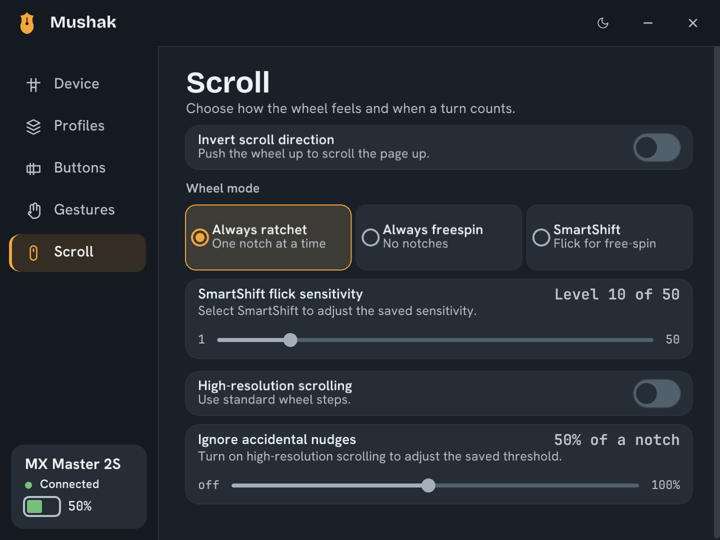 Mushak
Device
Profiles
Buttons
Gestures
Scroll
MX Master 2S
Connected
50%
Scroll
Choose how the wheel feels and when a turn counts.
Invert scroll direction
Push the wheel up to scroll the page up.
Wheel mode
Always ratchet
One notch at a time
Always freespin
No notches
SmartShift
Flick for free-spin
SmartShift flick sensitivity
Level 10 of 50
Select SmartShift to adjust the saved sensitivity.
1
50
High-resolution scrolling
Use standard wheel steps.
Ignore accidental nudges
50% of a notch
Turn on high-resolution scrolling to adjust the saved threshold.
off
100%